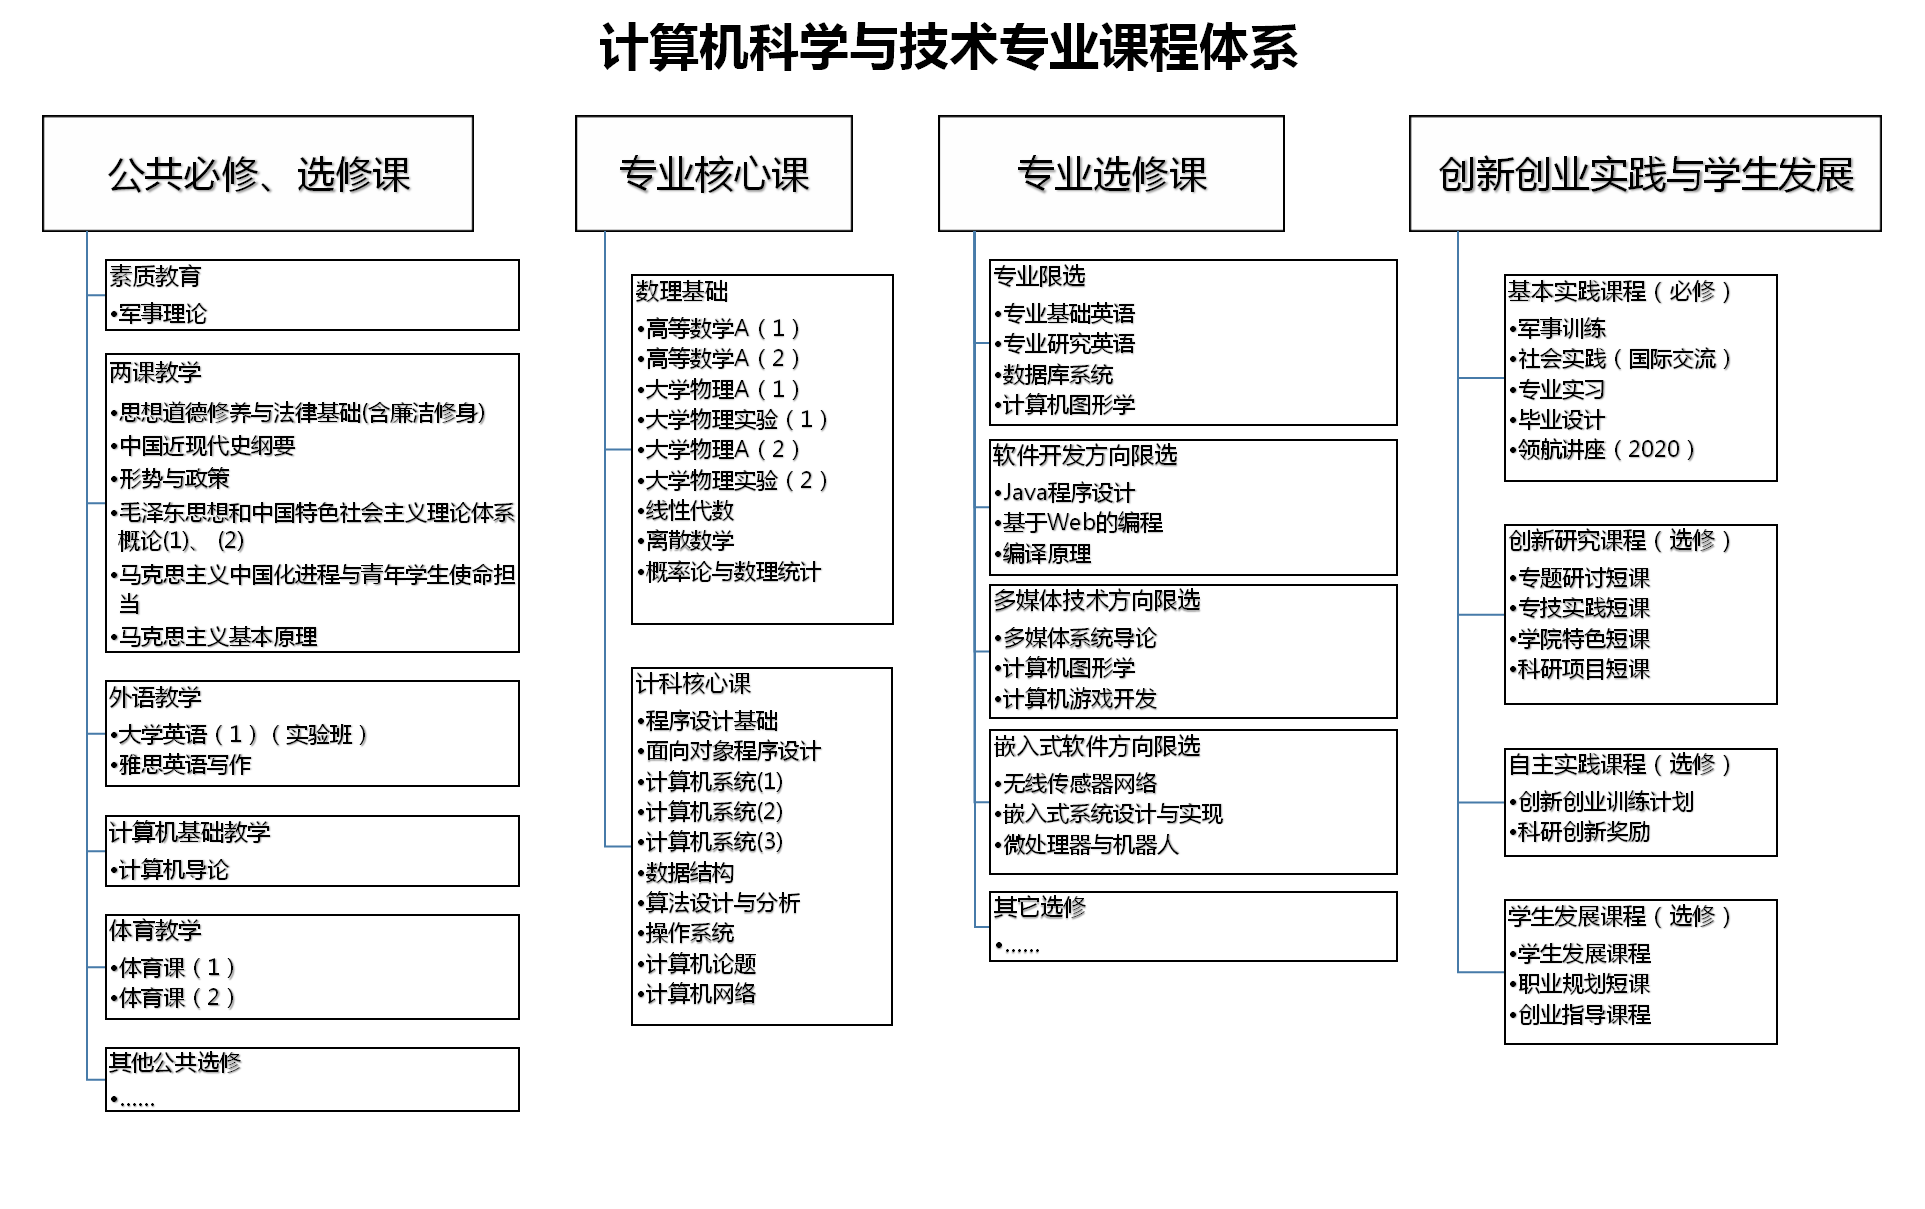 计算机科学与技术专业课程体系
公共必修、选修课
素质教育
•军事理论
两课教学
•思想道德修养与法律基础(含廉洁修身)
•中国近现代史纲要
•形势与政策
•毛泽东思想和中国特色社会主义理论体系
概论(1)、 (2)
•马克思主义中国化进程与青年学生使命担
当
•马克思主义基本原理
外语教学
•大学英语（1）（实验班）
•雅思英语写作
计算机基础教学
•计算机导论
体育教学
•体育课（1）
•体育课（2）
其他公共选修
•......
专业核心课
数理基础
•高等数学A（1）
•高等数学A（2）
•大学物理A（1）
•大学物理实验（1）
•大学物理A（2）
•大学物理实验（2）
•线性代数
•离散数学
•概率论与数理统计
计科核心课
•程序设计基础
•面向对象程序设计
•计算机系统(1)
•计算机系统(2)
•计算机系统(3)
•数据结构
•算法设计与分析
•操作系统
•计算机论题
•计算机网络
专业选修课
专业限选
•专业基础英语
•专业研究英语
•数据库系统
•计算机图形学
软件开发方向限选
•Java程序设计
•基于Web的编程
•编译原理
多媒体技术方向限选
•多媒体系统导论
•计算机图形学
•计算机游戏开发
嵌入式软件方向限选
•无线传感器网络
•嵌入式系统设计与实现
•微处理器与机器人
其它选修
•......
创新创业实践与学生发展
基本实践课程（必修）
•军事训练
•社会实践（国际交流）
•专业实习
•毕业设计
•领航讲座（2020）
创新研究课程（选修）
•专题研讨短课
•专技实践短课
•学院特色短课
•科研项目短课
自主实践课程（选修）
•创新创业训练计划
•科研创新奖励
学生发展课程（选修）
•学生发展课程
•职业规划短课
•创业指导课程